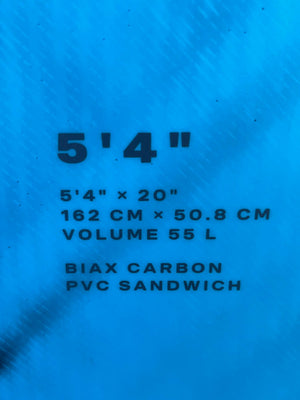 5'4"
5'4" × 20"
162 CM × 50.8 CM
VOLUME 55 L
BIAX CARBON
PVC SANDWICH